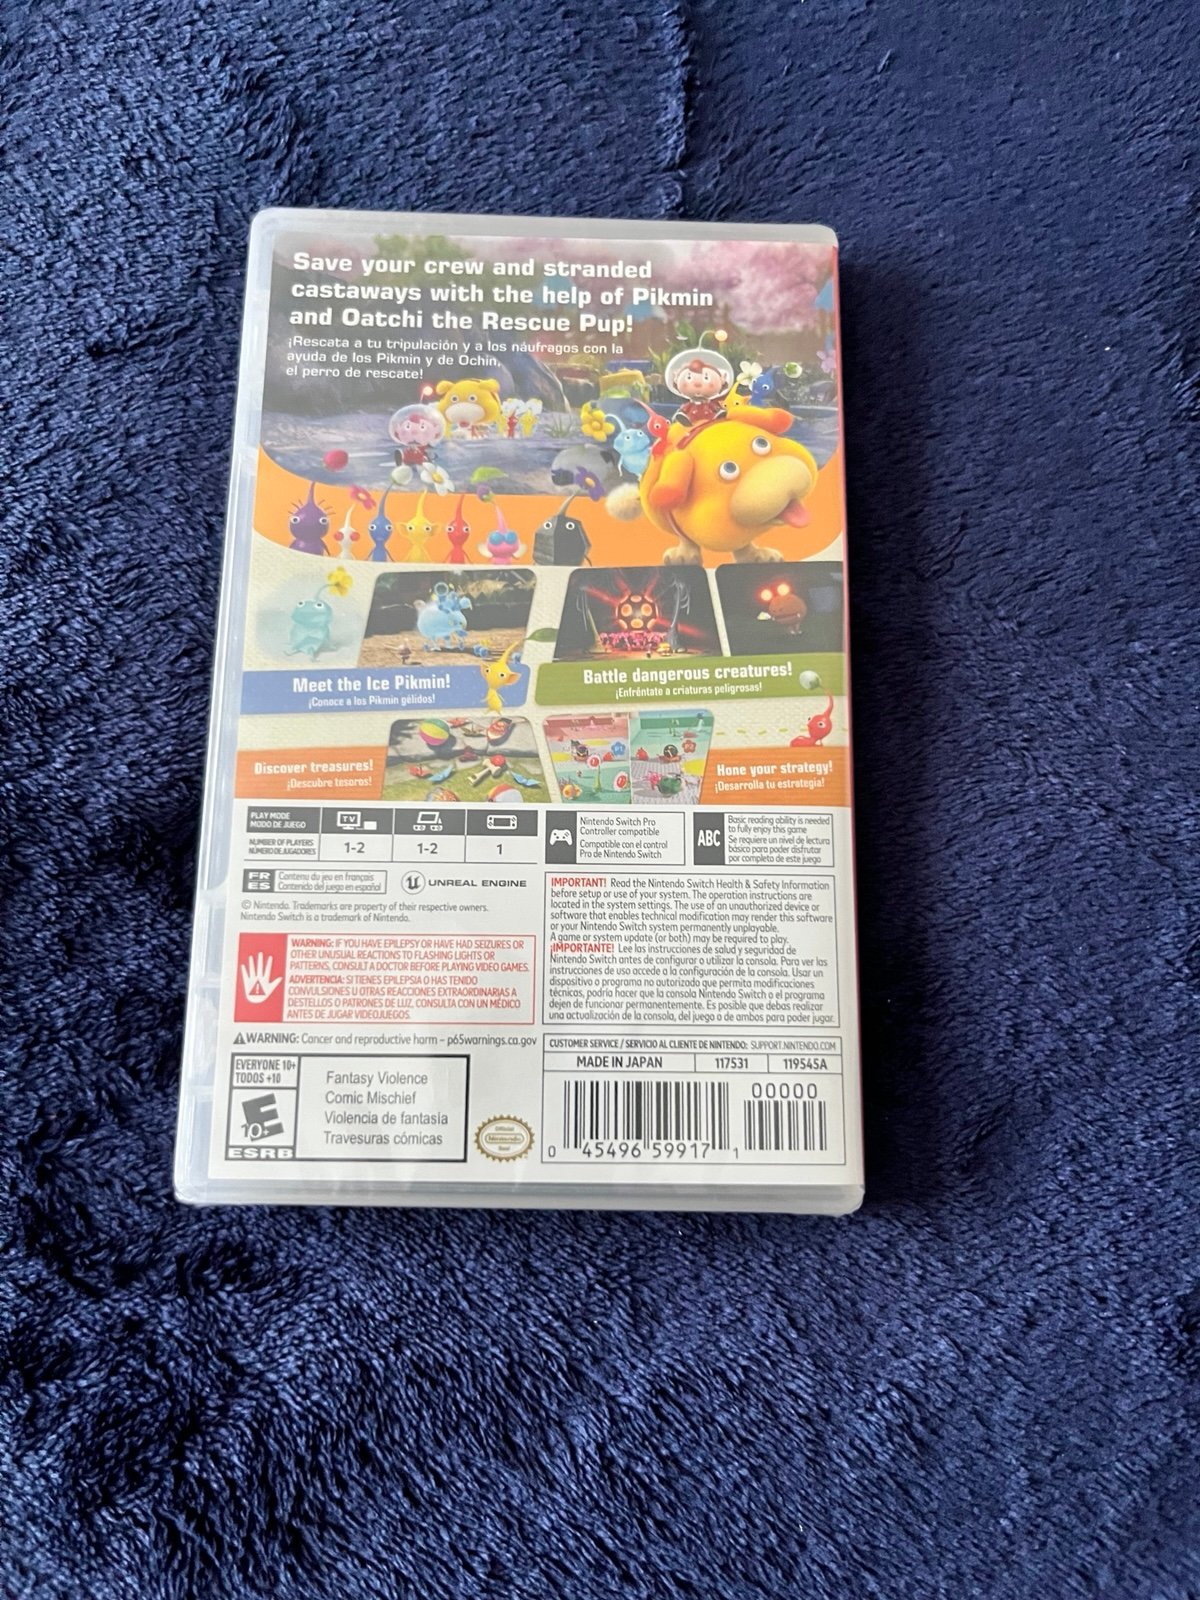 Save your crew and stranded
castaways with the help of Pikmin
and Oatchi the Rescue Pup!
¡Rescata a tu tripulación y a los náufragos con la
ayuda de los Pikmin y de Ochin,
el perro de rescate!
Meet the Ice Pikmin!
¡Conoce a los Pikmin gélidos!
Battle dangerous creatures!
¡Enfréntate a criaturas peligrosas!
Discover treasures!
¡Descubre tesoros!
Hone your strategy!
¡Desarrolla tu estrategia!
PLAY MODE
MODO DE JUEGO
TV
NUMBER OF PLAYERS
NÚMERO DE JUGADORES
1-2
1-2
1
Nintendo Switch Pro
Controller compatible
Compatible con el control
Pro de Nintendo Switch
ABC
Basic reading ability is needed
to fully enjoy this game
Se requiere un nivel de lectura
básico para poder disfrutar
por completo de este juego
FR
ES
Contenu du jeu en français
Contenido del juego en español
UNREAL ENGINE
© Nintendo. Trademarks are property of their respective owners.
Nintendo Switch is a trademark of Nintendo.
WARNING: IF YOU HAVE EPILEPSY OR HAVE HAD SEIZURES OR
OTHER UNUSUAL REACTIONS TO FLASHING LIGHTS OR
PATTERNS, CONSULT A DOCTOR BEFORE PLAYING VIDEO GAMES.
ADVERTENCIA: SI TIENES EPILEPSIA O HAS TENIDO
CONVULSIONES U OTRAS REACCIONES EXTRAORDINARIAS A
DESTELLOS O PATRONES DE LUZ, CONSULTA CON UN MÉDICO
ANTES DE JUGAR VIDEOJUEGOS.
IMPORTANT! Read the Nintendo Switch Health & Safety Information
before setup or use of your system. The operation instructions are
located in the system settings. The use of an unauthorized device or
software that enables technical modification may render this software
or your Nintendo Switch system permanently unplayable.
A game or system update (or both) may be required to play.
¡IMPORTANTE! Lee las instrucciones de salud y seguridad de
Nintendo Switch antes de configurar o utilizar la consola. Para ver las
instrucciones de uso accede a la configuración de la consola. Usar un
dispositivo o programa no autorizado que permita modificaciones
técnicas, podría hacer que la consola Nintendo Switch o el programa
dejen de funcionar permanentemente. Es posible que debas realizar
una actualización de la consola, del juego o de ambos para poder jugar.
WARNING: Cancer and reproductive harm – p65warnings.ca.gov
CUSTOMER SERVICE / SERVICIO AL CLIENTE DE NINTENDO: SUPPORT.NINTENDO.COM
MADE IN JAPAN
117531
119545A
EVERYONE 10+
TODOS +10
E
10+
ESRB
Fantasy Violence
Comic Mischief
Violencia de fantasía
Travesuras cómicas
Official
Nintendo
Seal
00000
0 45496 59917 1